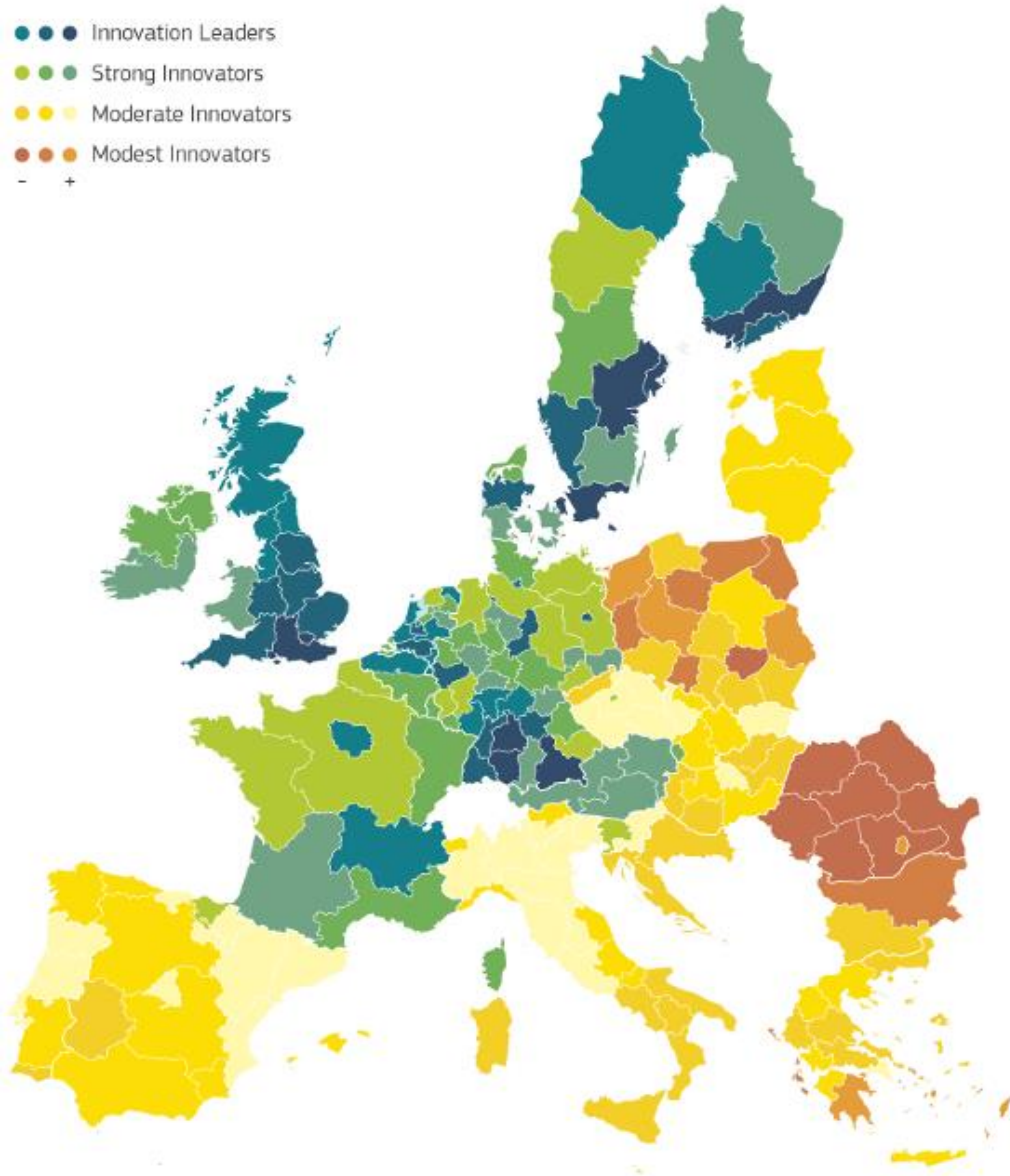 Innovation Leaders
Strong Innovators
Moderate Innovators
Modest Innovators
- +